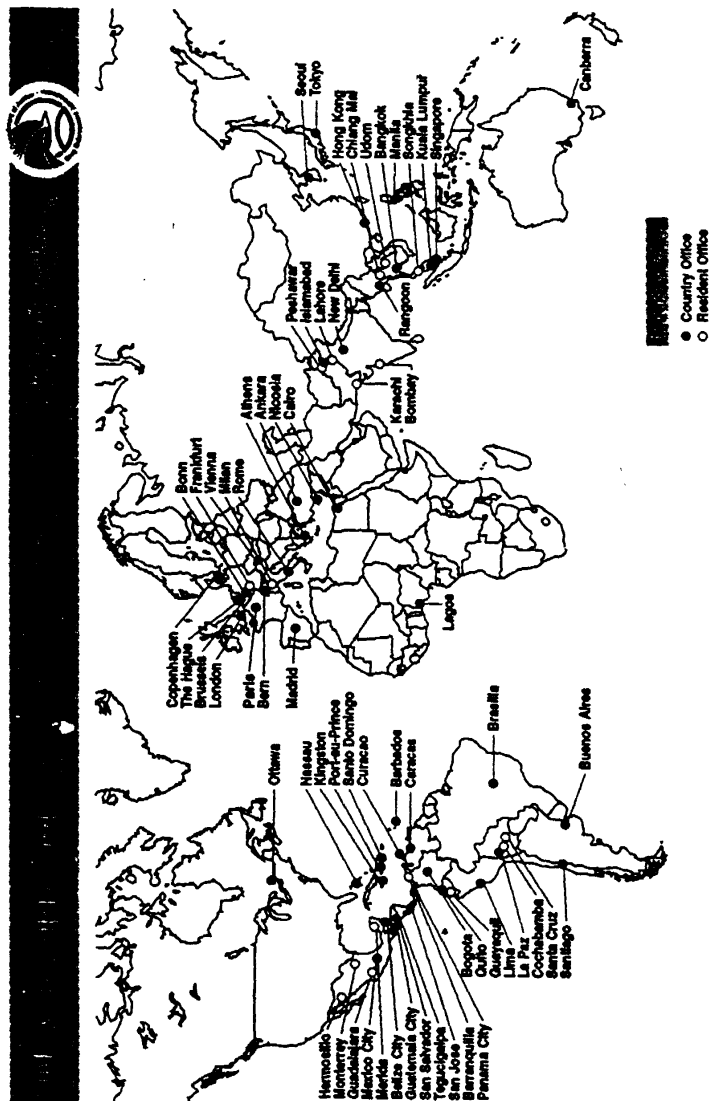 Ottawa
Nassau
Kingston
Port-au-Prince
Santo Domingo
Curacao
Barbados
Caracas
Brasilia
Buenos Aires
Hermosillo
Monterrey
Guadalajara
Mexico City
Merida
Belize City
Guatemala City
San Salvador
Tegucigalpa
San Jose
Barranquilla
Panama City
Bogota
Quito
Guayaquil
Lima
La Paz
Cochabamba
Santa Cruz
Santiago
Copenhagen
The Hague
Brussels
London
Paris
Bern
Madrid
Bonn
Frankfurt
Vienna
Milan
Rome
Athens
Ankara
Nicosia
Cairo
Lagos
Peshawar
Islamabad
Lahore
New Delhi
Karachi
Bombay
Rangoon
Seoul
Tokyo
Hong Kong
Chiang Mai
Udorn
Bangkok
Manila
Songkhla
Kuala Lumpur
Singapore
Canberra
Country Office
Resident Office